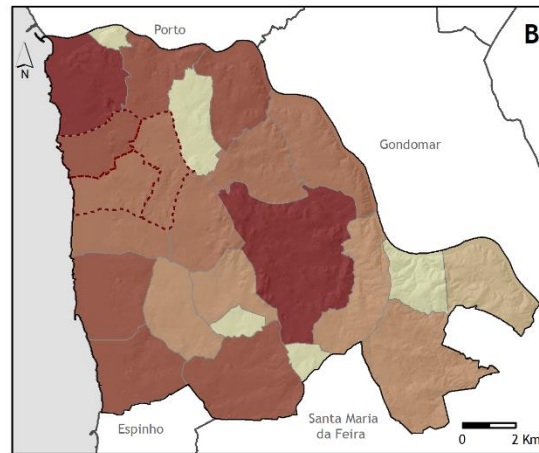 Porto
B
N
Gondomar
Espinho
Santa Maria
da Feira
0 2 Km